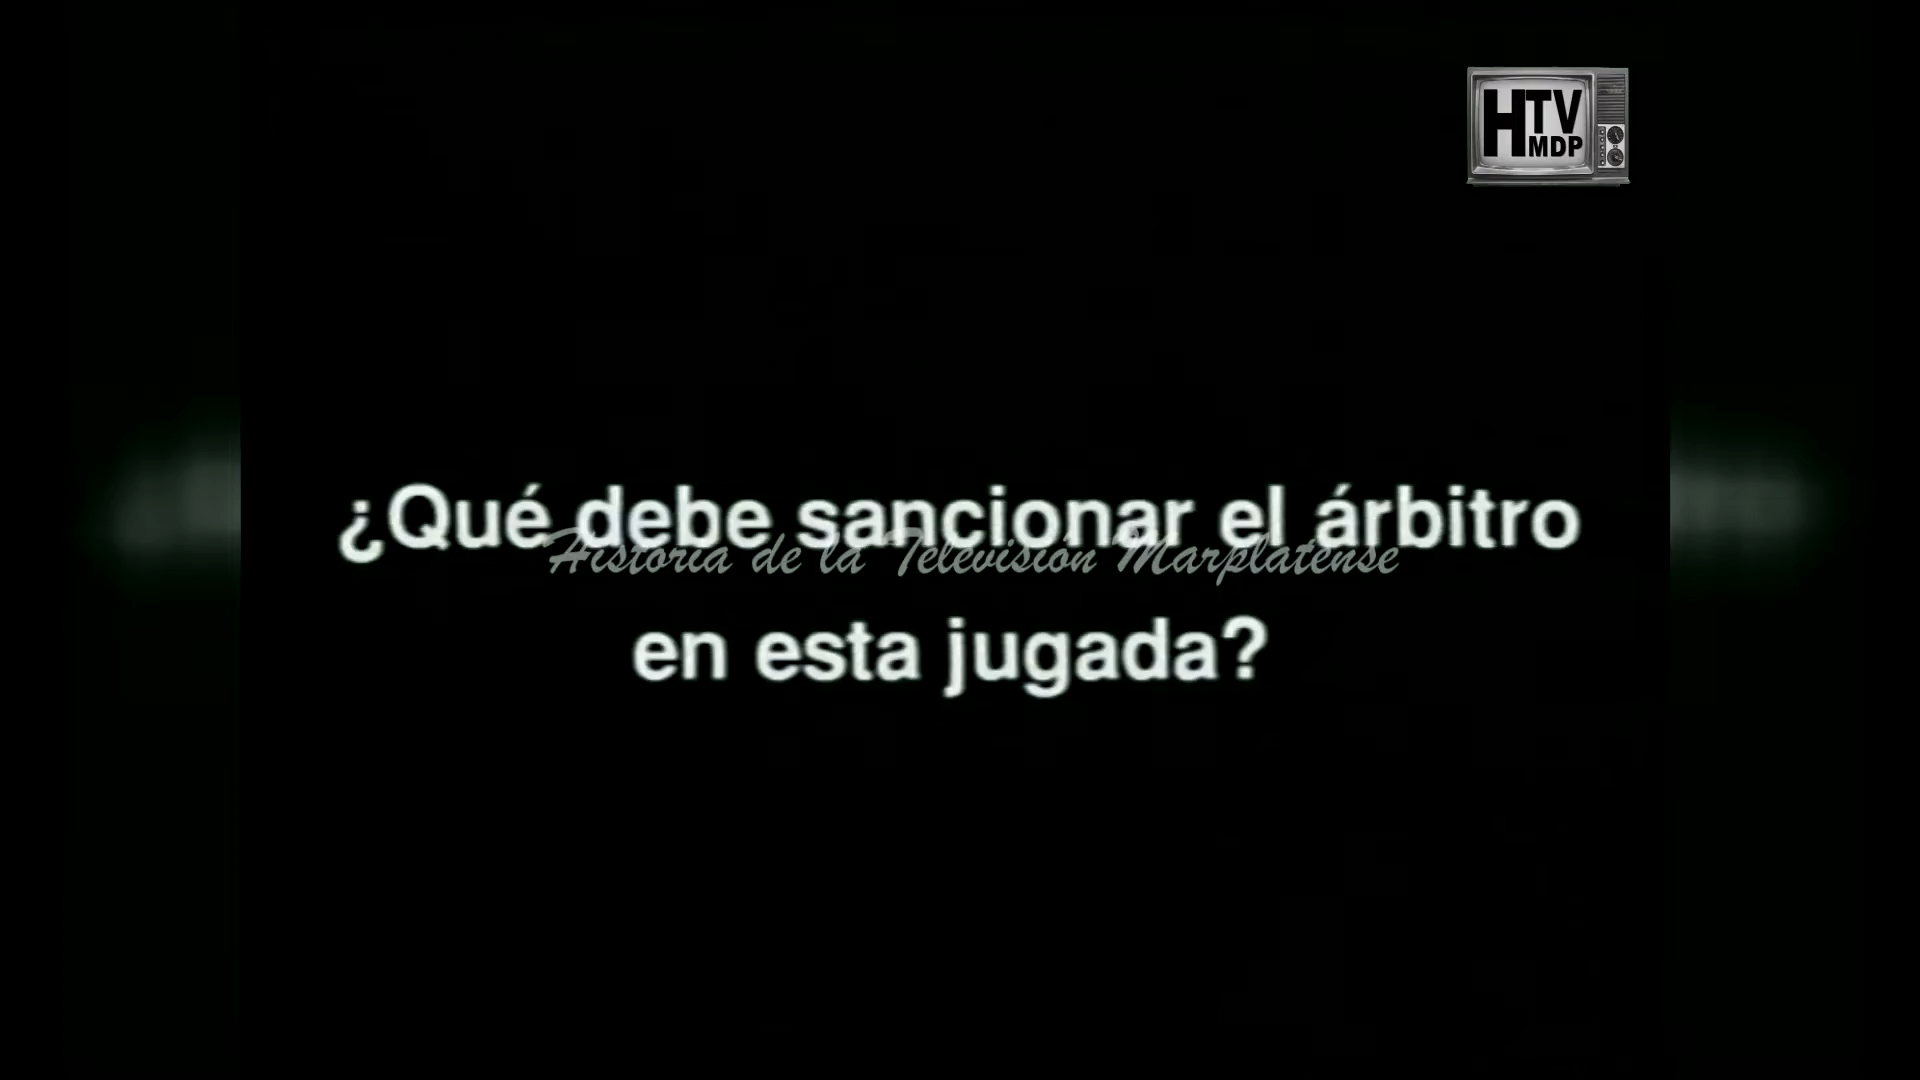 HTV
MDP
¿Qué debe sancionar el árbitro
Historia de la Televisión Marplatense
en esta jugada?